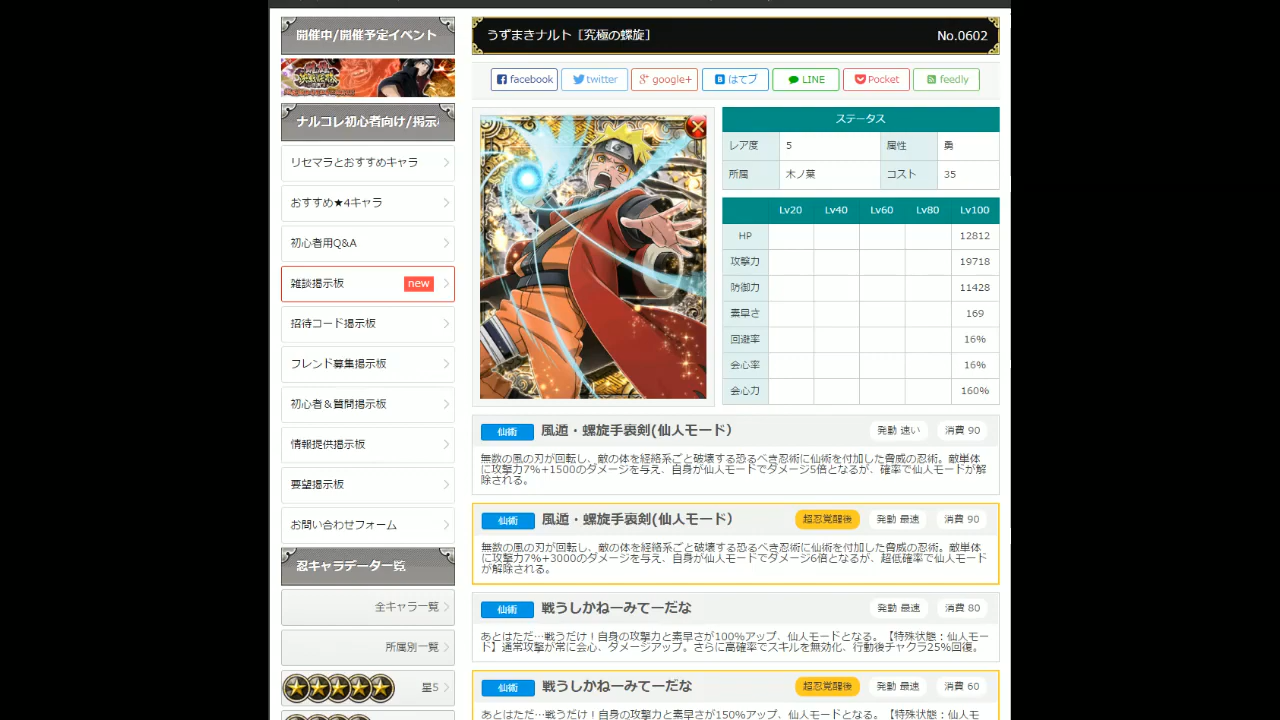 開催中/開催予定イベント
ナルコレ初心者向け/掲示
リセマラとおすすめキャラ
おすすめ★4キャラ
初心者用Q&A
雑談掲示板 new
招待コード掲示板
フレンド募集掲示板
初心者&質問掲示板
情報提供掲示板
要望掲示板
お問い合わせフォーム
忍キャラデータ一覧
全キャラ一覧
所属別一覧
星5
うずまきナルト [究極の螺旋] No.0602
facebook twitter google+ はてブ LINE Pocket feedly
ステータス
レア度 5 属性 勇
所属 木ノ葉 コスト 35
Lv20 Lv40 Lv60 Lv80 Lv100
HP 12812
攻撃力 19718
防御力 11428
素早さ 169
回避率 16%
会心率 16%
会心力 160%
仙術 風遁・螺旋手裏剣(仙人モード) 発動 速い 消費 90
無数の風の刃が回転し、敵の体を経絡系ごと破壊する恐るべき忍術に仙術を付加した脅威の忍術。敵単体
に攻撃力7%+1500のダメージを与え、自身が仙人モードでダメージ5倍となるが、確率で仙人モードが解
除される。
仙術 風遁・螺旋手裏剣(仙人モード) 超忍覚醒後 発動 最速 消費 90
無数の風の刃が回転し、敵の体を経絡系ごと破壊する恐るべき忍術に仙術を付加した脅威の忍術。敵単体
に攻撃力7%+3000のダメージを与え、自身が仙人モードでダメージ6倍となるが、超低確率で仙人モード
が解除される。
仙術 戦うしかねーみてーだな 発動 最速 消費 80
あとはただ…戦うだけ!自身の攻撃力と素早さが100%アップ、仙人モードとなる。【特殊状態:仙人モー
ド】通常攻撃が常に会心、ダメージアップ。さらに高確率でスキルを無効化、行動後チャクラ25%回復。
仙術 戦うしかねーみてーだな 超忍覚醒後 発動 最速 消費 60
あとはただ…戦うだけ!自身の攻撃力と素早さが150%アップ、仙人モードとなる。【特殊状態:仙人モ